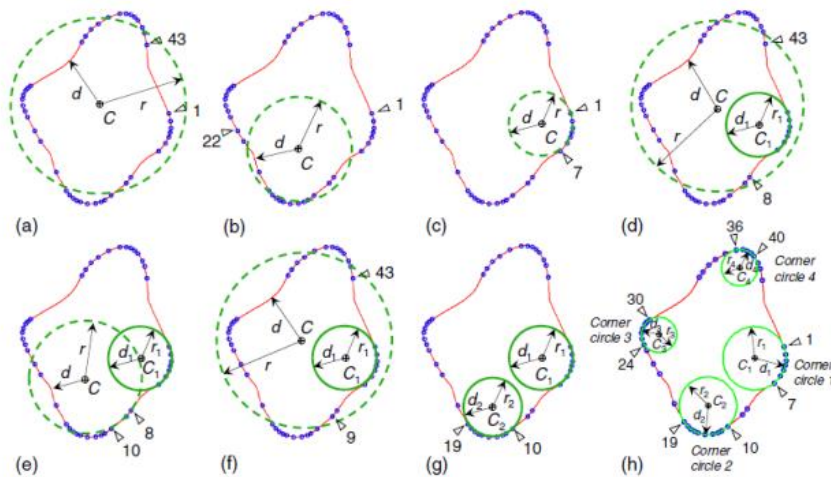 43
d
C
r
1
(a)
22
d
r
C
1
(b)
r
d
C
1
7
(c)
43
d
C
r
d₁
r₁
C₁
8
(d)
r
d
C
d₁
r₁
C₁
8
10
(e)
43
d
C
r
d₁
r₁
C₁
9
(f)
d₁
r₁
C₁
d₂
r₂
C₂
19
10
(g)
36
40
r₄
d₄
C₄
Corner
circle 4
30
Corner
circle 3
24
d₃
r₃
C₃
1
r₁
C₁
d₁
Corner
circle 1
7
r₂
C₂
d₂
19
10
Corner
circle 2
(h)